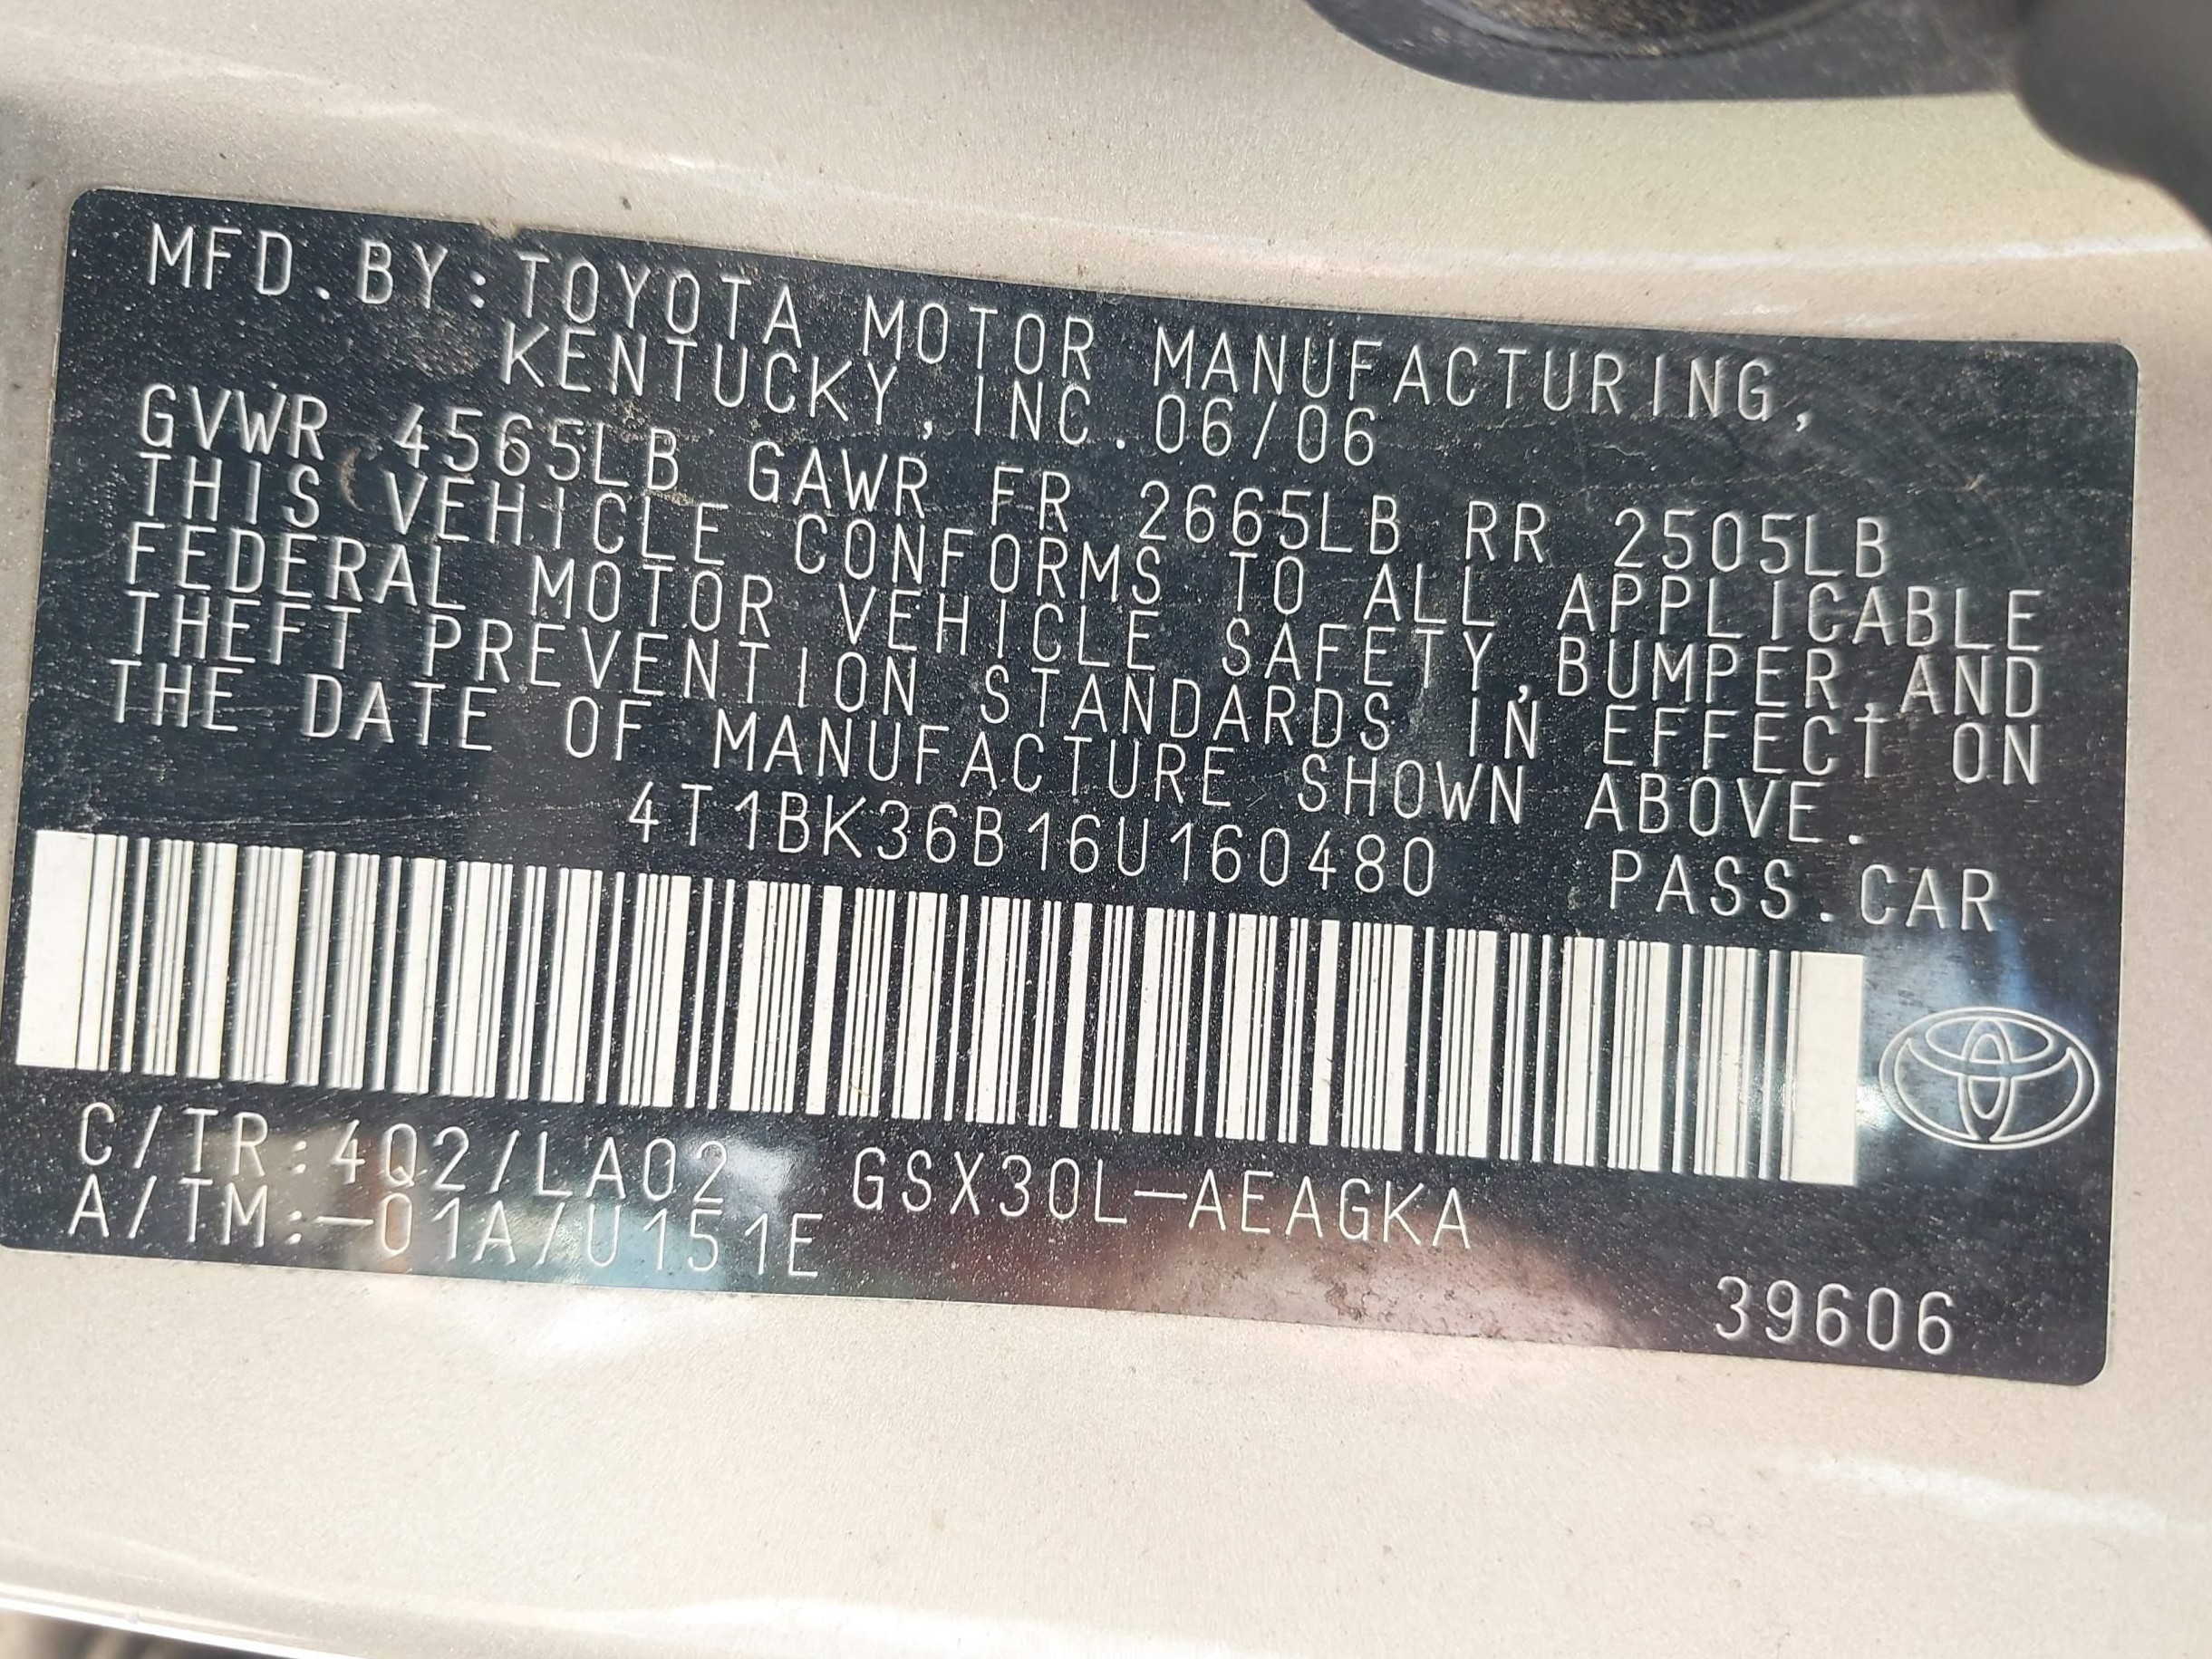 MFD.BY:TOYOTA MOTOR MANUFACTURING,
KENTUCKY, INC.06/06
GVWR 4565LB GAWR FR 2665LB RR 2505LB
THIS VEHICLE CONFORMS TO ALL APPLICABLE
FEDERAL MOTOR VEHICLE SAFETY,BUMPER,AND
THEFT PREVENTION STANDARDS IN EFFECT ON
THE DATE OF MANUFACTURE SHOWN ABOVE.
4T1BK36B16U160480 PASS.CAR
C/TR:4Q2/LA02 GSX30L-AEAGKA
A/TM:-01A/U151E
39606